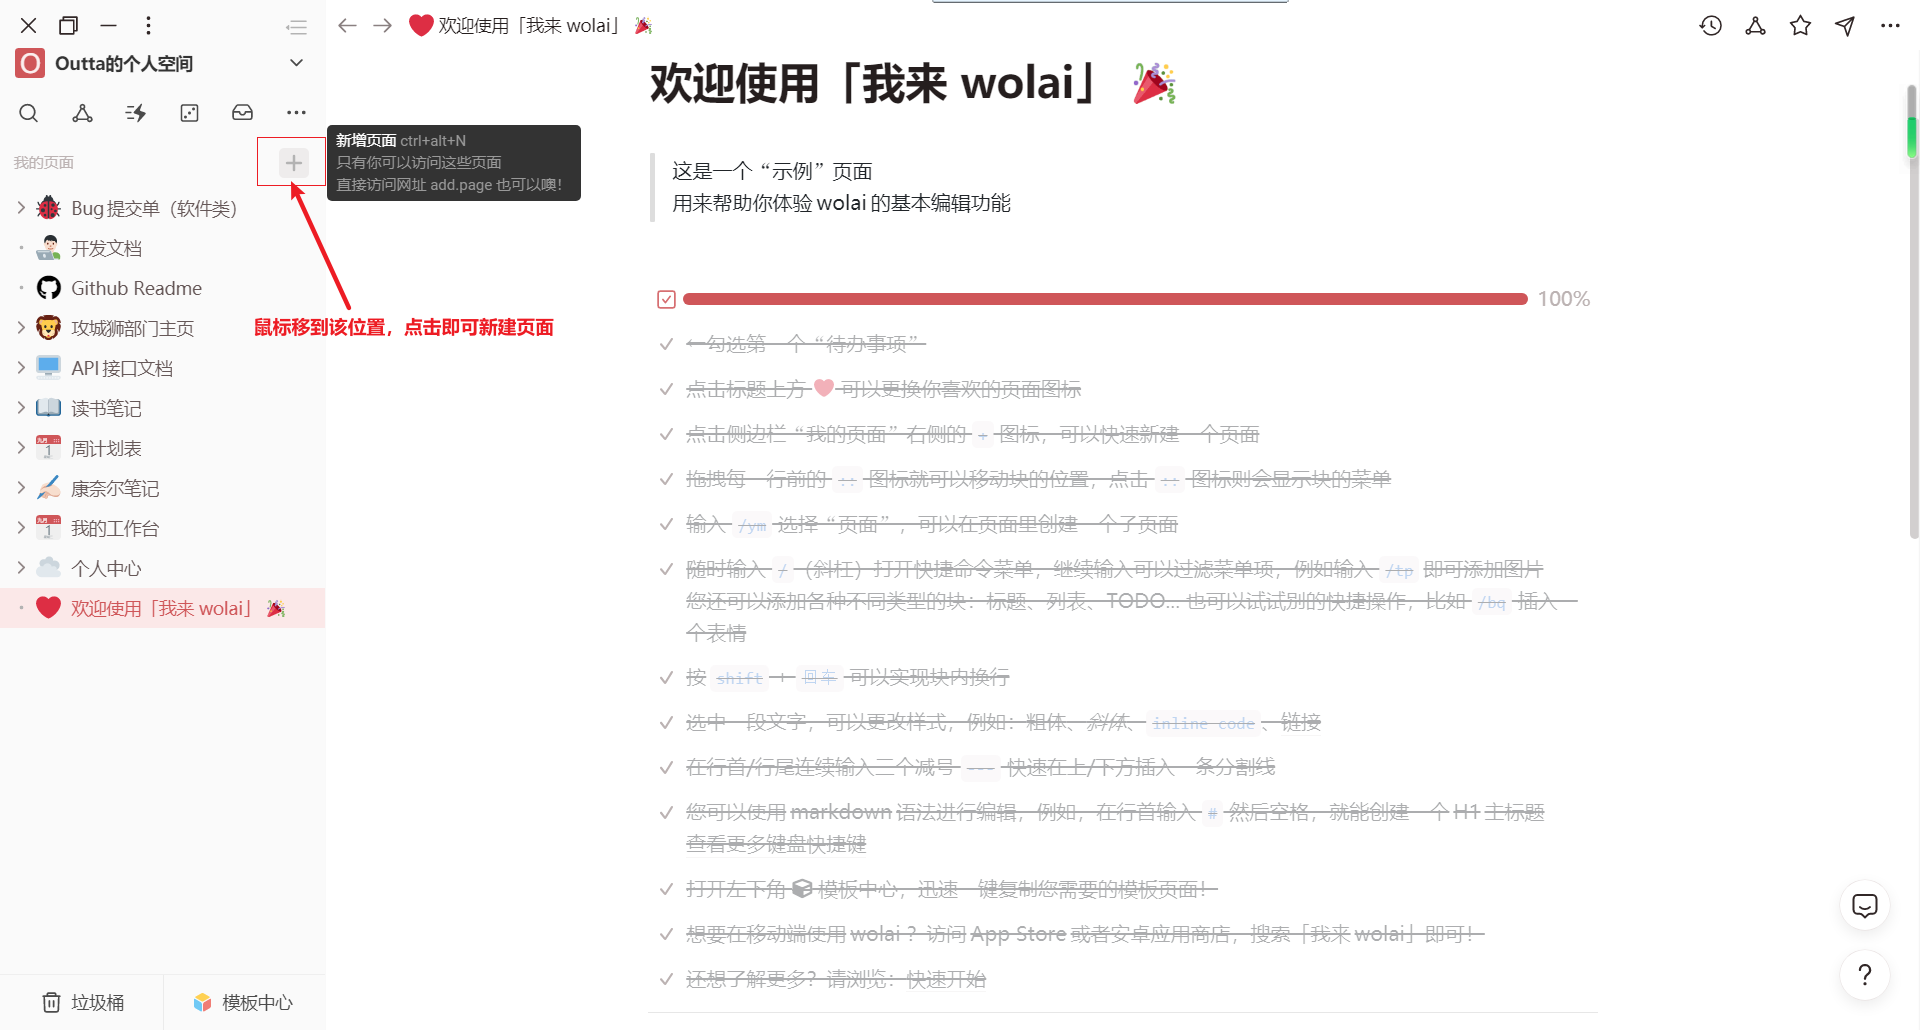 欢迎使用「我来 wolai」
O Outta的个人空间
欢迎使用「我来 wolai」
新增页面 ctrl+alt+N
只有你可以访问这些页面
直接访问网址 add.page 也可以噢!
我的页面
这是一个“示例”页面
用来帮助你体验 wolai 的基本编辑功能
Bug 提交单（软件类）
开发文档
Github Readme
攻城狮部门主页
API 接口文档
读书笔记
周计划表
康奈尔笔记
我的工作台
个人中心
欢迎使用「我来 wolai」
鼠标移到该位置，点击即可新建页面
100%
←勾选第一个“待办事项”
点击标题上方 可以更换你喜欢的页面图标
点击侧边栏“我的页面”右侧的 + 图标，可以快速新建一个页面
拖拽每一行前的 :: 图标就可以移动块的位置，点击 :: 图标则会显示块的菜单
输入 /ym 选择“页面”，可以在页面里创建一个子页面
随时输入 /（斜杠）打开快捷命令菜单，继续输入可以过滤菜单项，例如输入 /tp 即可添加图片
您还可以添加各种不同类型的块：标题、列表、TODO... 也可以试试别的快捷操作，比如 /bq 插入一
个表情
按 shift + 回车 可以实现块内换行
选中一段文字，可以更改样式，例如：粗体、斜体、 inline code 、链接
在行首/行尾连续输入三个减号 --- 快速在上/下方插入一条分割线
您可以使用 markdown 语法进行编辑，例如，在行首输入 # 然后空格，就能创建一个 H1 主标题
查看更多键盘快捷键
打开左下角 模板中心，迅速一键复制您需要的模板页面！
想要在移动端使用 wolai ？访问 App Store 或者安卓应用商店，搜索「我来 wolai」即可！
还想了解更多？请浏览：快速开始
垃圾桶
模板中心
?